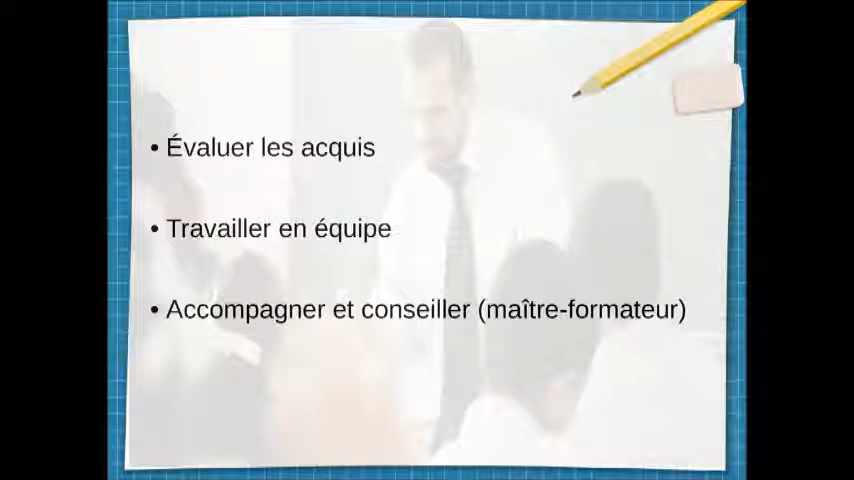 • Évaluer les acquis
• Travailler en équipe
• Accompagner et conseiller (maître-formateur)